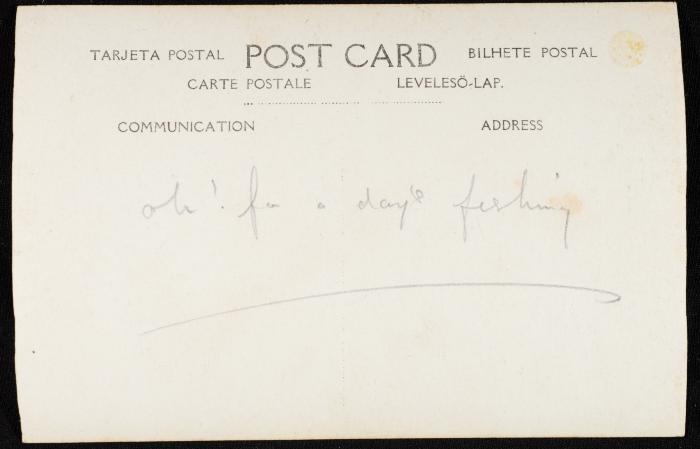 TARJETA POSTAL POST CARD BILHETE POSTAL
CARTE POSTALE LEVELESÖ-LAP.
COMMUNICATION ADDRESS
oh! for a day's fishing